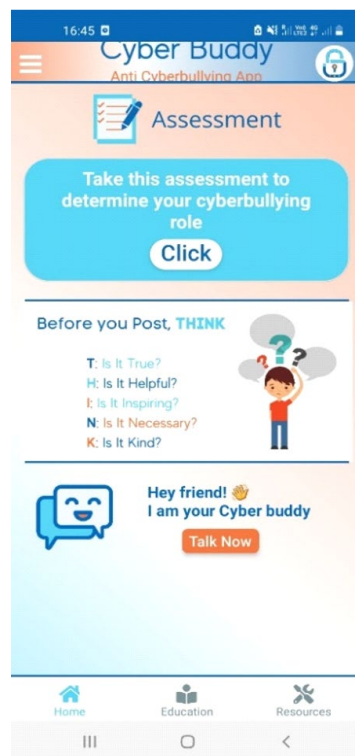 16:45
Cyber Buddy
Anti Cyberbullying App
Assessment
Take this assessment to
determine your cyberbullying
role
Click
Before you Post, THINK
T: Is It True?
H: Is It Helpful?
I: Is It Inspiring?
N: Is It Necessary?
K: Is It Kind?
Hey friend! 👋
I am your Cyber buddy
Talk Now
Home
Education
Resources